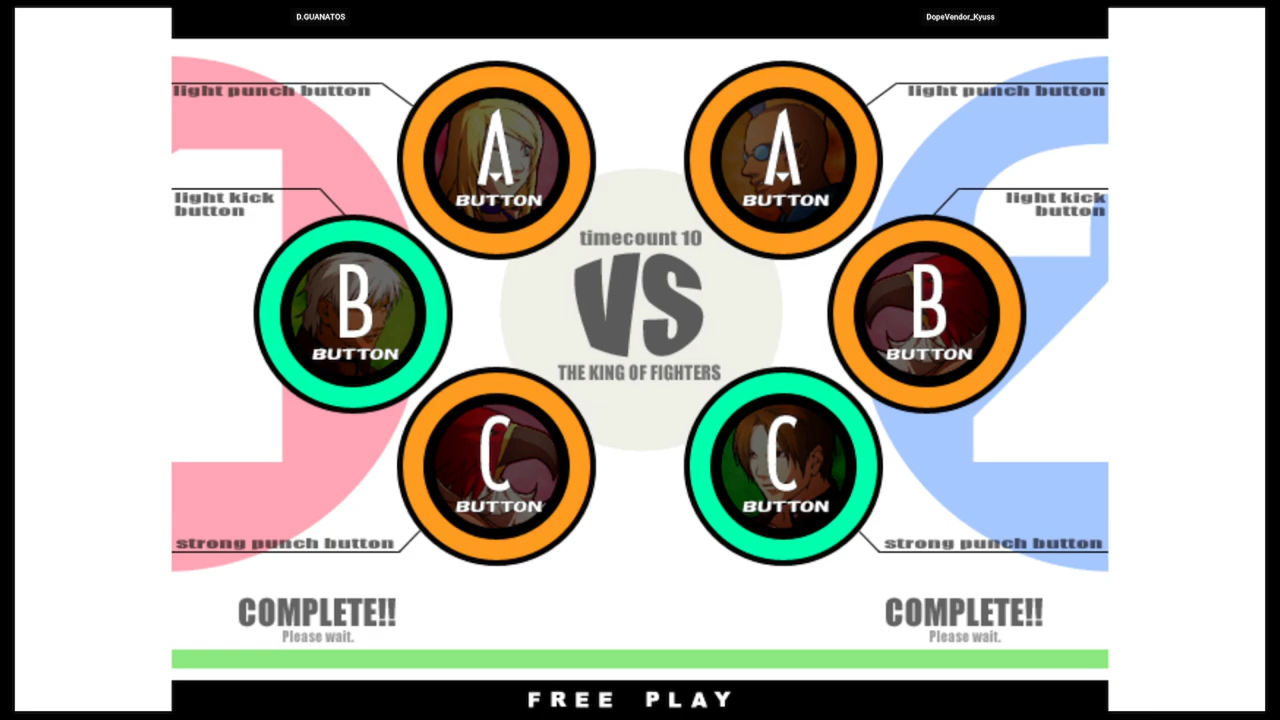 D.GUANATOS
DopeVendor_Kyuss
light punch button
light punch button
A
BUTTON
A
BUTTON
light kick
button
light kick
button
timecount 10
VS
THE KING OF FIGHTERS
B
BUTTON
B
BUTTON
C
BUTTON
C
BUTTON
strong punch button
strong punch button
COMPLETE!!
Please wait.
COMPLETE!!
Please wait.
FREE PLAY